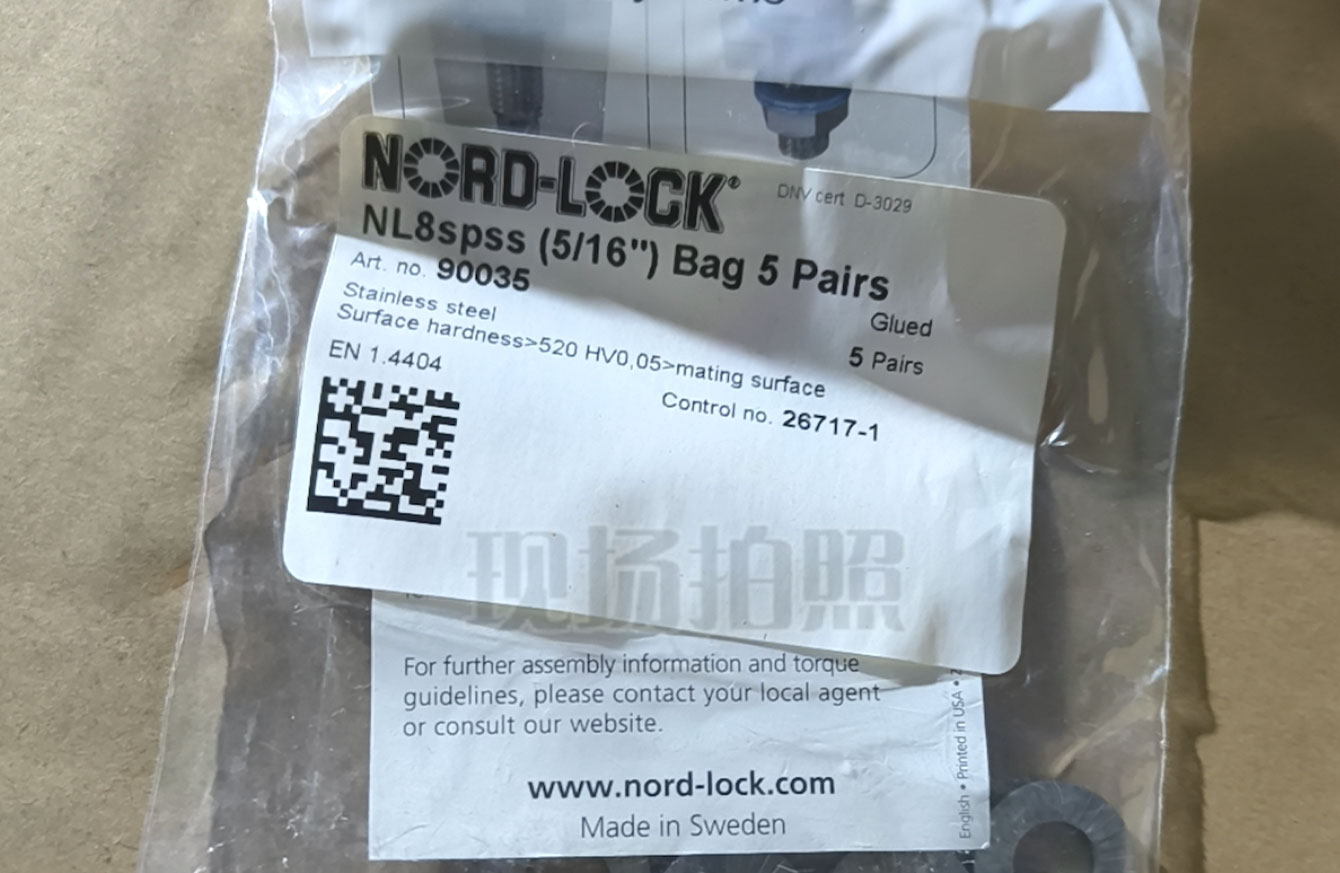 NORD-LOCK®
DNV cert D-3029
NL8spss (5/16") Bag 5 Pairs
Art. no. 90035
Glued
Stainless steel
5 Pairs
Surface hardness>520 HV0,05>mating surface
EN 1.4404
Control no. 26717-1
现场拍照
For further assembly information and torque
guidelines, please contact your local agent
or consult our website.
www.nord-lock.com
Made in Sweden
English • Printed in USA •